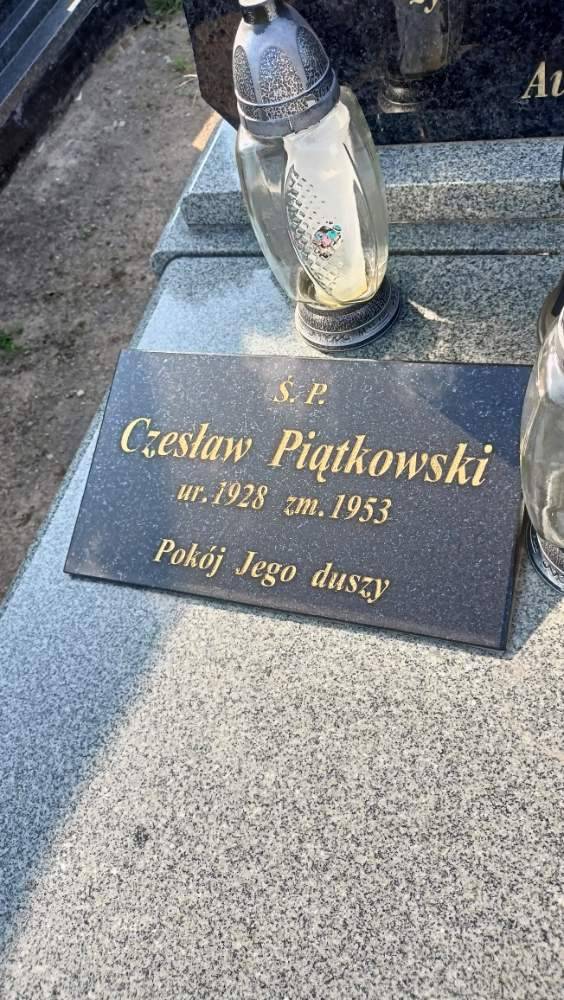 Ś. P.
Czesław Piątkowski
ur. 1928 zm. 1953
Pokój Jego duszy